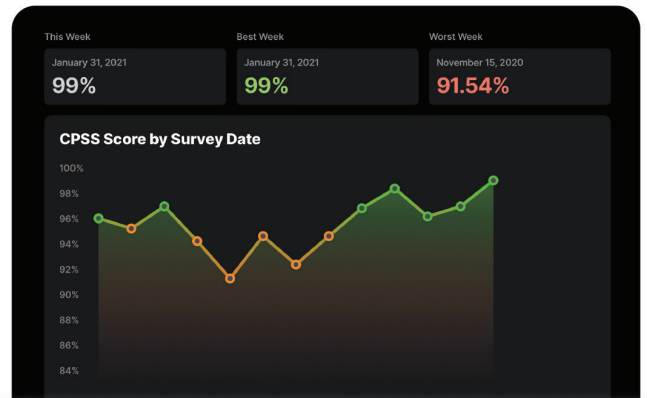 This Week
Best Week
Worst Week
January 31, 2021
January 31, 2021
November 15, 2020
99%
99%
91.54%
CPSS Score by Survey Date
100%
98%
96%
94%
92%
90%
88%
86%
84%